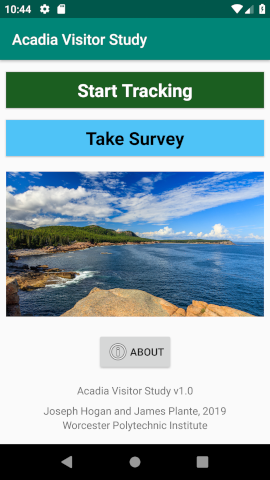 10:44
Acadia Visitor Study
Start Tracking
Take Survey
ABOUT
Acadia Visitor Study v1.0
Joseph Hogan and James Plante, 2019
Worcester Polytechnic Institute